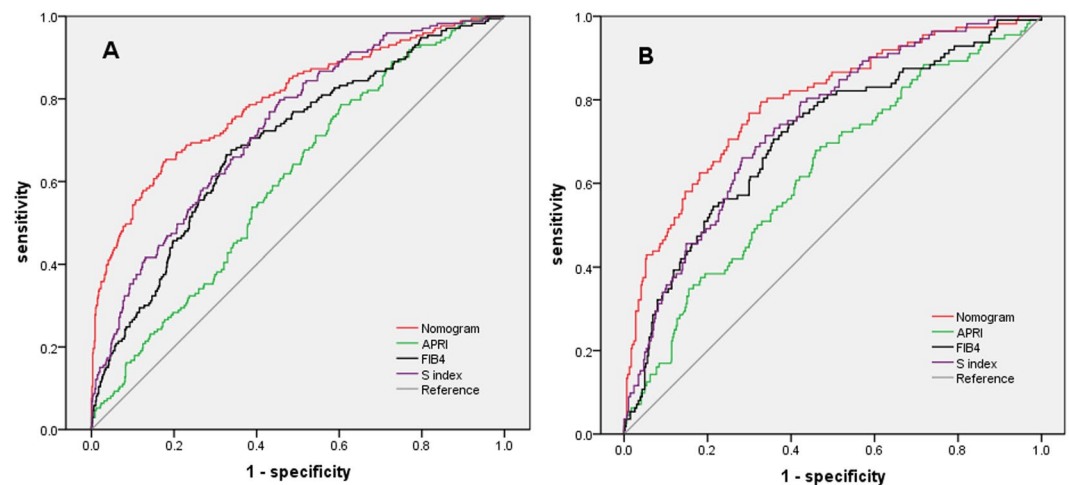 A
1.0
0.8
0.6
0.4
0.2
0.0
sensitivity
0.0 0.2 0.4 0.6 0.8 1.0
1 - specificity
Nomogram
APRI
FIB4
S index
Reference
B
1.0
0.8
0.6
0.4
0.2
0.0
sensitivity
0.0 0.2 0.4 0.6 0.8 1.0
1 - specificity
Nomogram
APRI
FIB4
S index
Reference